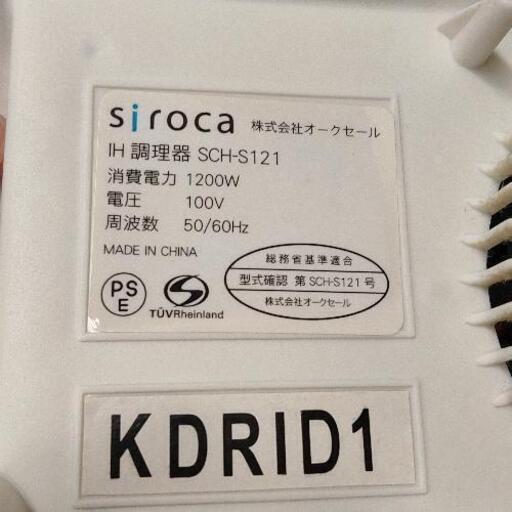 siroca 株式会社オークセール
IH 調理器 SCH-S121
消費電力 1200W
電圧 100V
周波数 50/60Hz
MADE IN CHINA
総務省基準適合
型式確認 第 SCH-S121 号
株式会社オークセール
PS
E
TÜVRheinland
KDRID1